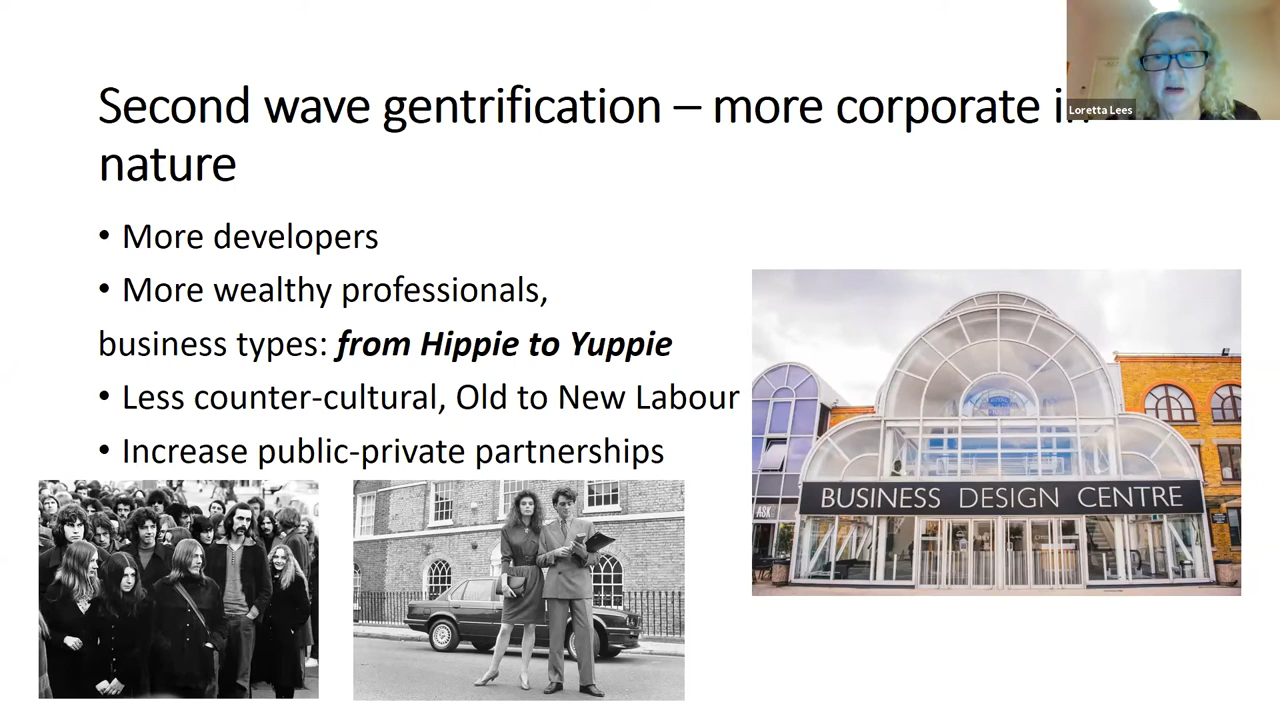 Second wave gentrification – more corporate in
nature
• More developers
• More wealthy professionals,
business types: from Hippie to Yuppie
• Less counter-cultural, Old to New Labour
• Increase public-private partnerships
Loretta Lees
BUSINESS DESIGN CENTRE
ASK